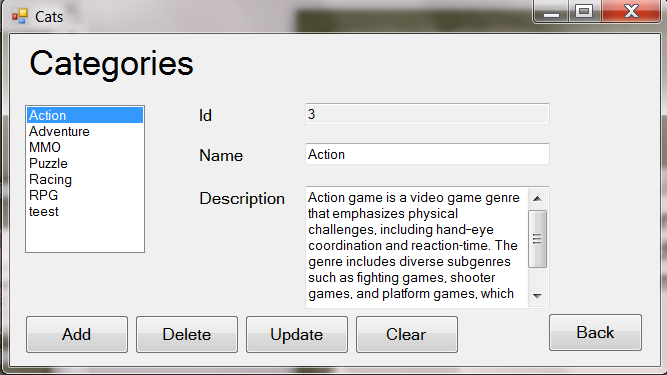 Cats
Categories
Action
Adventure
MMO
Puzzle
Racing
RPG
teest
Id
3
Name
Action
Description
Action game is a video game genre
that emphasizes physical
challenges, including hand-eye
coordination and reaction-time. The
genre includes diverse subgenres
such as fighting games, shooter
games, and platform games, which
Add
Delete
Update
Clear
Back